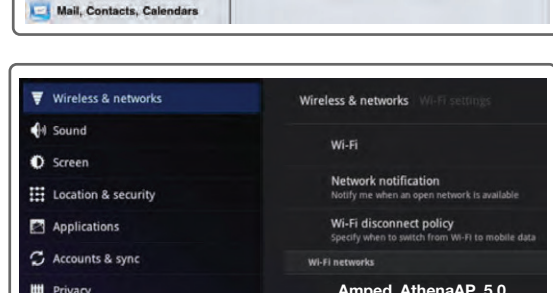 Mail, Contacts, Calendars
Wireless & networks
Sound
Screen
Location & security
Applications
Accounts & sync
Privacy
Wireless & networks Wi-Fi settings
Wi-Fi
Network notification
Notify me when an open network is available
Wi-Fi disconnect policy
Specify when to switch from Wi-Fi to mobile data
Wi-Fi networks
Amped_AthenaAP_5.0